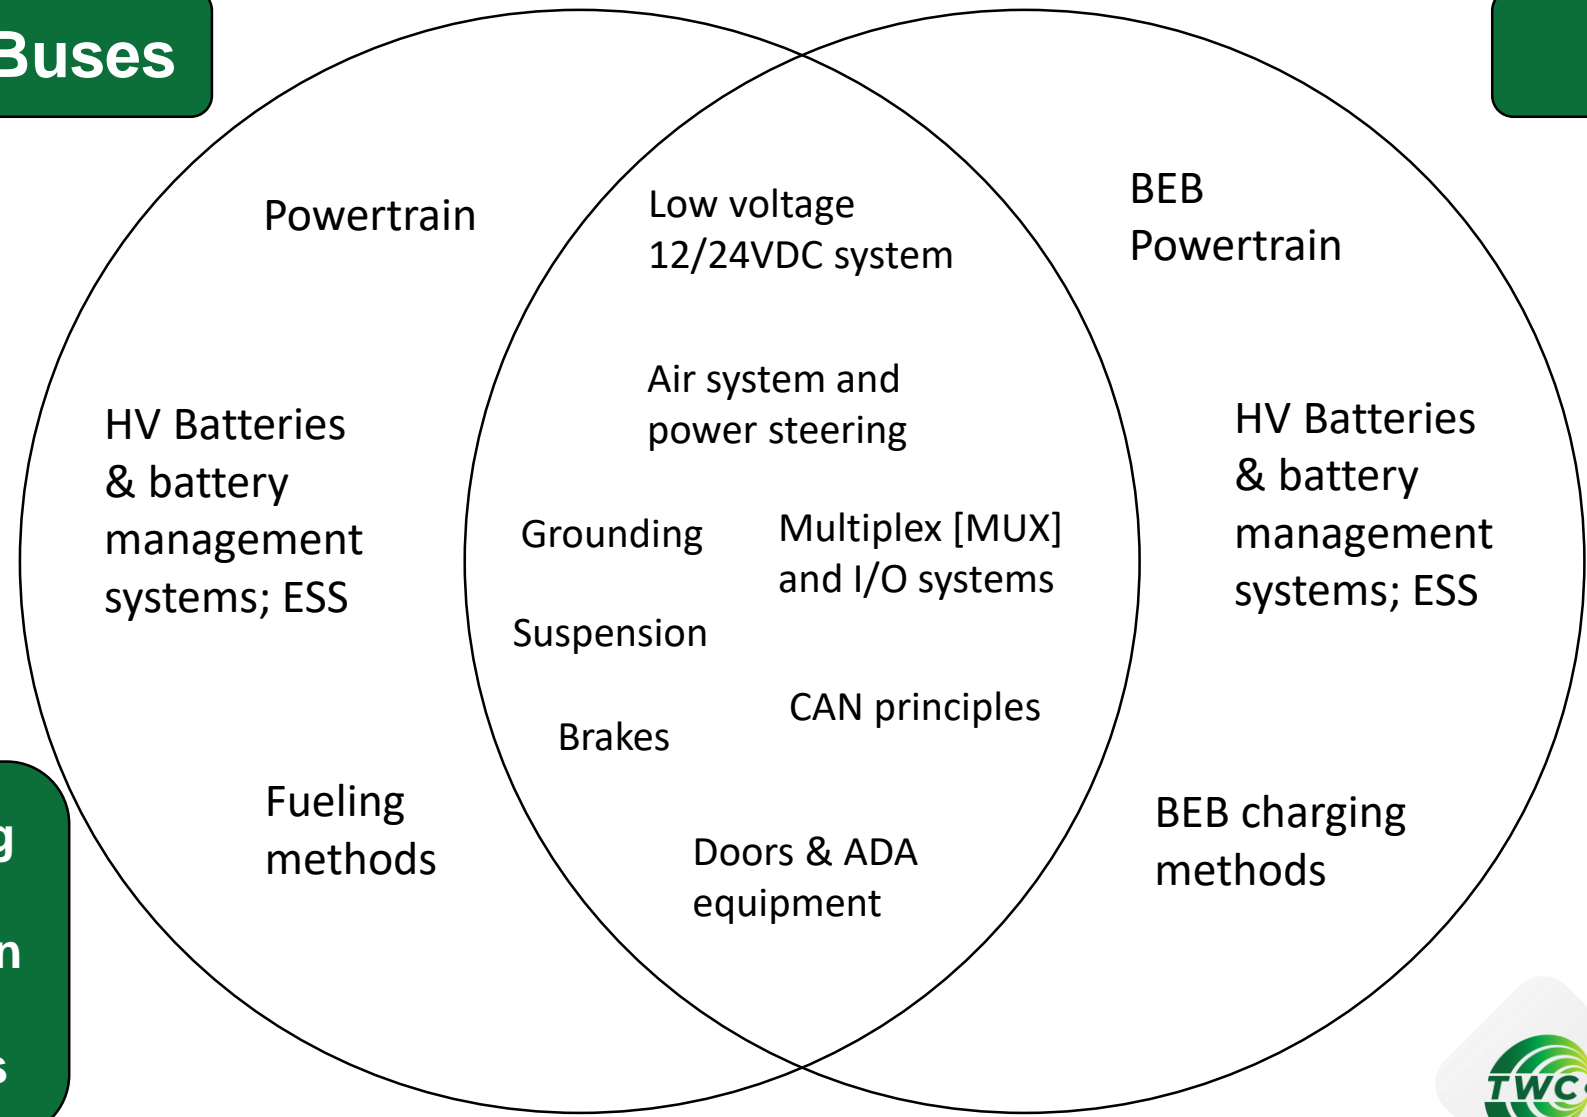 Buses
Powertrain
HV Batteries
& battery
management
systems; ESS
Fueling
methods
Low voltage
12/24VDC system
Air system and
power steering
Grounding
Multiplex [MUX]
and I/O systems
Suspension
CAN principles
Brakes
Doors & ADA
equipment
BEB
Powertrain
HV Batteries
& battery
management
systems; ESS
BEB charging
methods
g
n
s
TWC